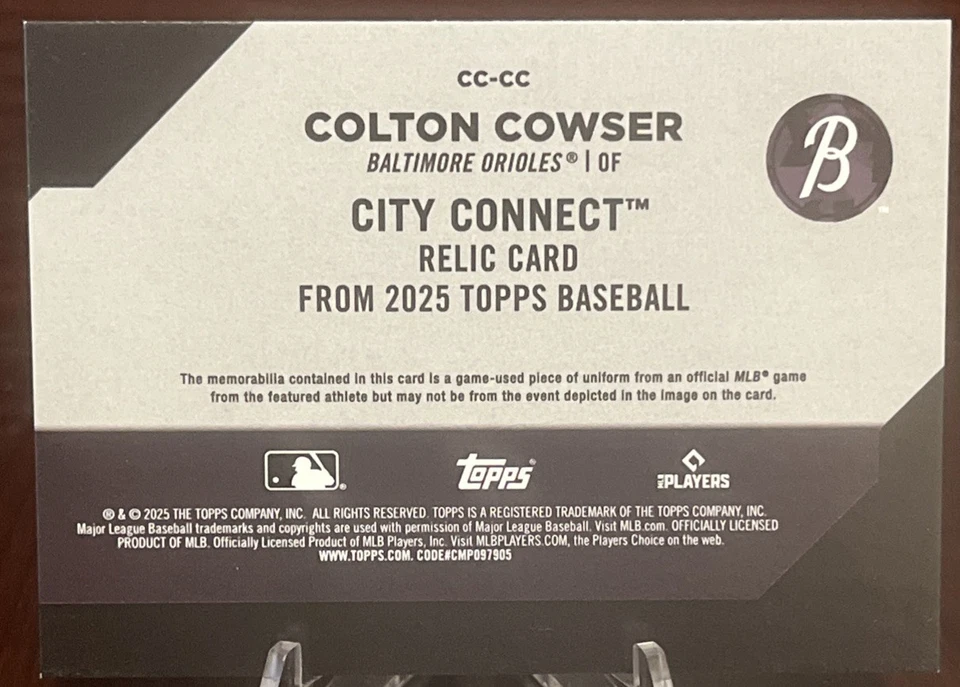 CC-CC
COLTON COWSER
B
BALTIMORE ORIOLES® | OF
CITY CONNECT™
RELIC CARD
FROM 2025 TOPPS BASEBALL
The memorabilia contained in this card is a game-used piece of uniform from an official MLB® game
from the featured athlete but may not be from the event depicted in the image on the card.
topps®
MLB PLAYERS
® & © 2025 THE TOPPS COMPANY, INC. ALL RIGHTS RESERVED. TOPPS IS A REGISTERED TRADEMARK OF THE TOPPS COMPANY, INC.
Major League Baseball trademarks and copyrights are used with permission of Major League Baseball. Visit MLB.com. OFFICIALLY LICENSED
PRODUCT OF MLB. Officially Licensed Product of MLB Players, Inc. Visit MLBPLAYERS.COM, the Players Choice on the web.
WWW.TOPPS.COM. CODE#CMP097905